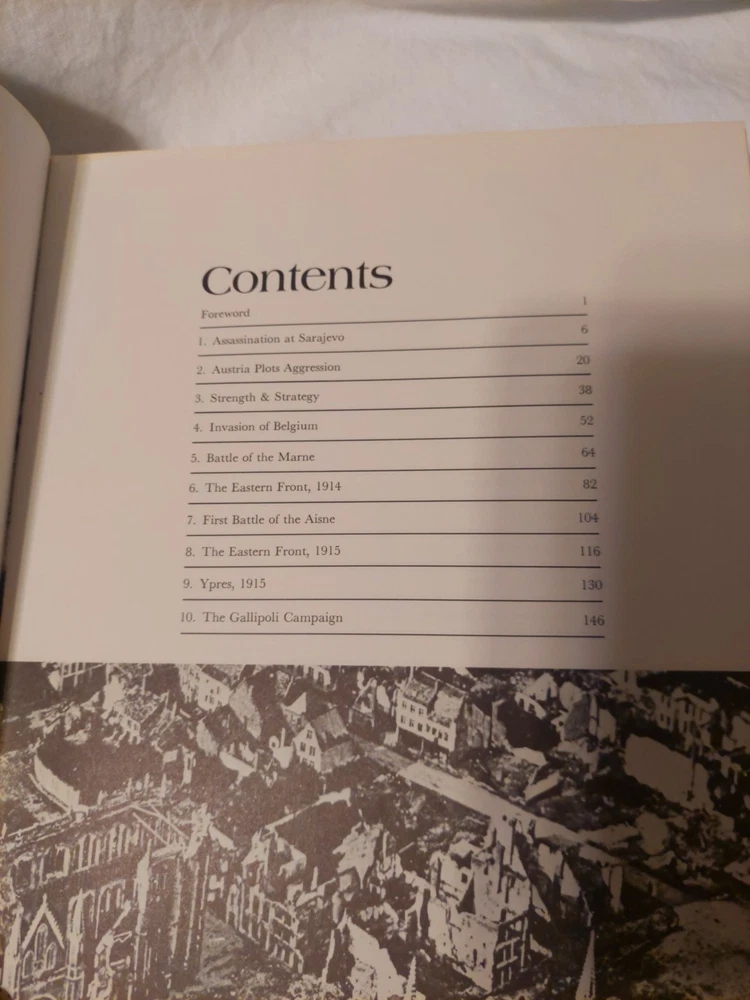 Contents
Foreword 1
1. Assassination at Sarajevo 6
2. Austria Plots Aggression 20
3. Strength & Strategy 38
4. Invasion of Belgium 52
5. Battle of the Marne 64
6. The Eastern Front, 1914 82
7. First Battle of the Aisne 104
8. The Eastern Front, 1915 116
9. Ypres, 1915 130
10. The Gallipoli Campaign 146